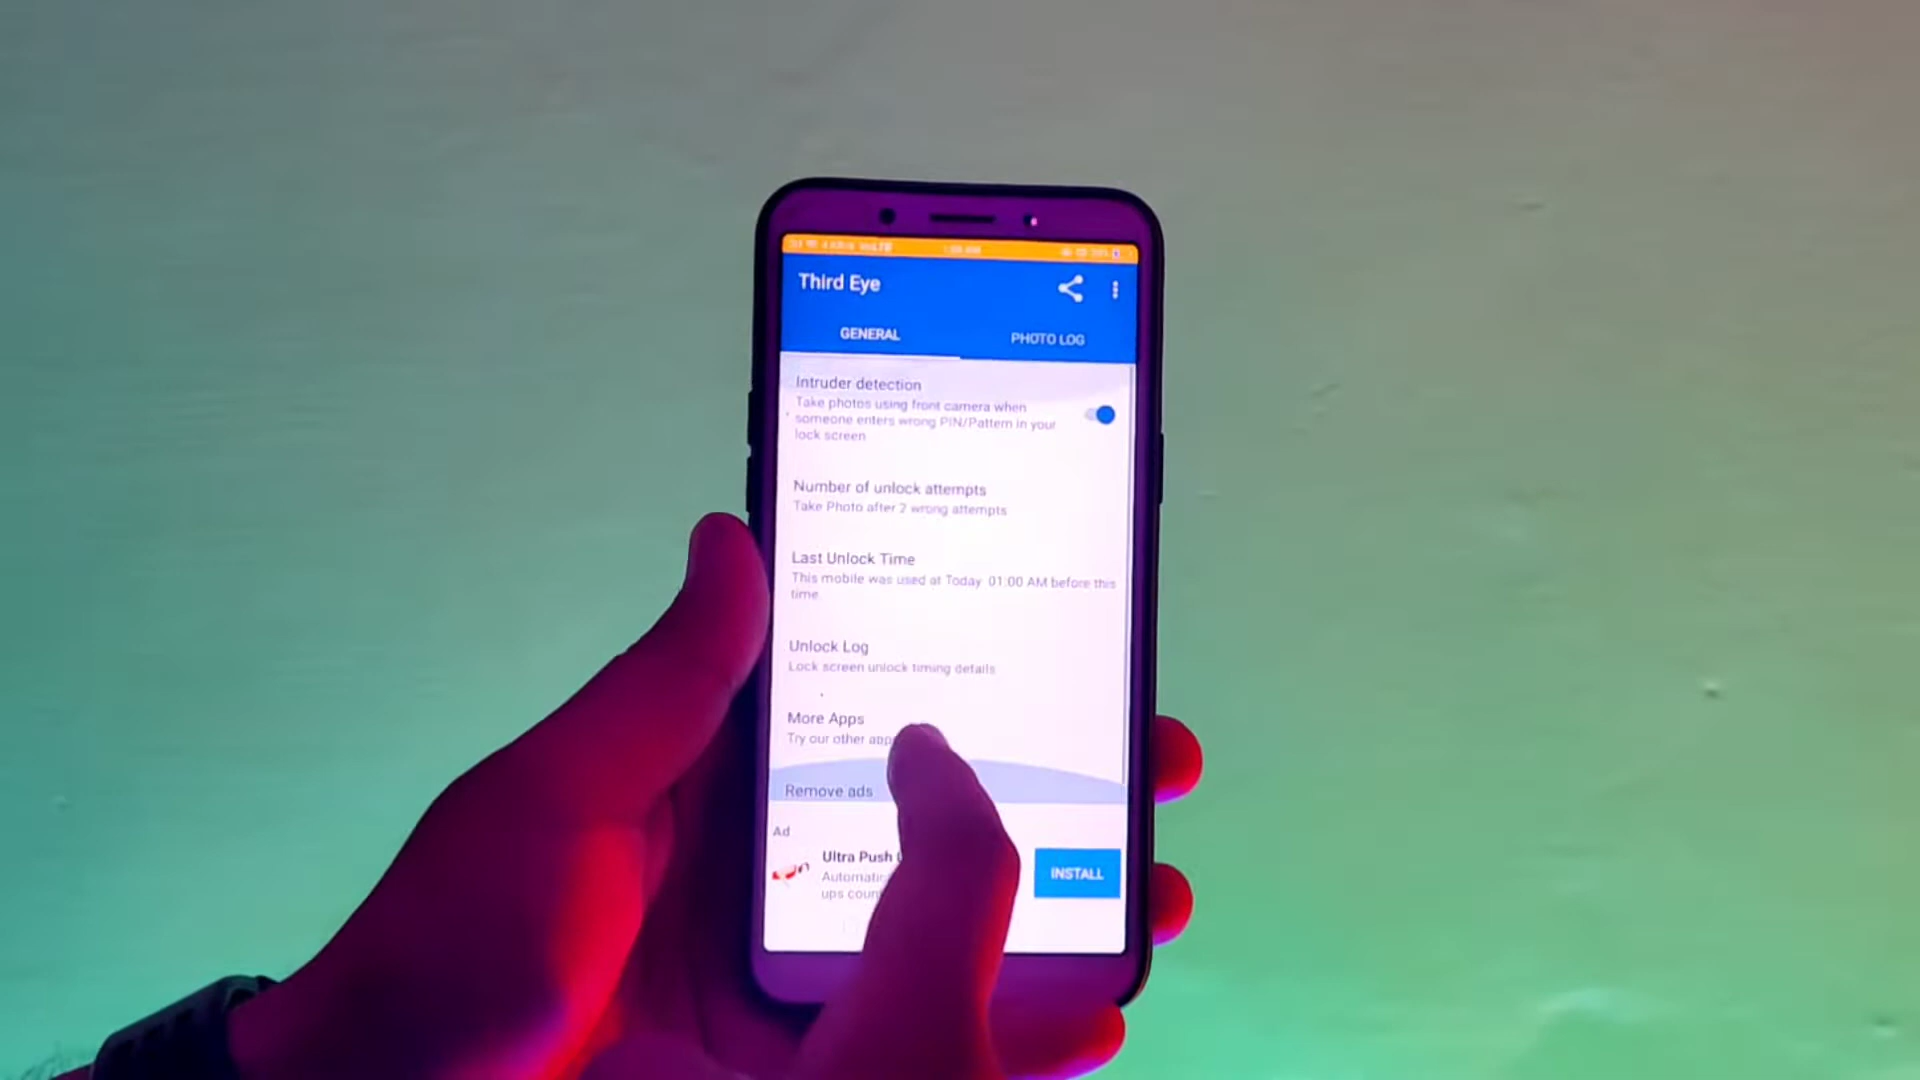 VoLTE
Third Eye
GENERAL
PHOTO LOG
Intruder detection
Take photos using front camera when
someone enters wrong PIN/Pattern in your
lock screen
Number of unlock attempts
Take Photo after 2 wrong attempts
Last Unlock Time
This mobile was used at Today 01:00 AM before this
time.
Unlock Log
Lock screen unlock timing details
More Apps
Try our other
Remove ads
Ad
Ultra Push
ups
INSTALL